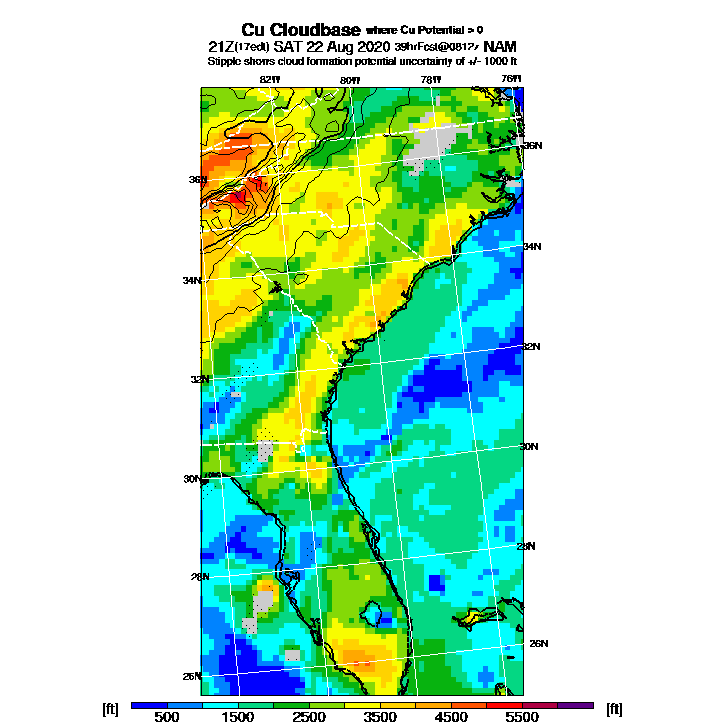 Cu Cloudbase where Cu Potential > 0
21Z(17edt) SAT 22 Aug 2020 39hrFcst@0812z NAM
Stipple shows cloud formation potential uncertainty of +/- 1000 ft
82W 80W 78W 76W
36N 36N
34N 34N
32N 32N
30N 30N
28N 28N
26N 26N
[ft] 500 1500 2500 3500 4500 5500 [ft]